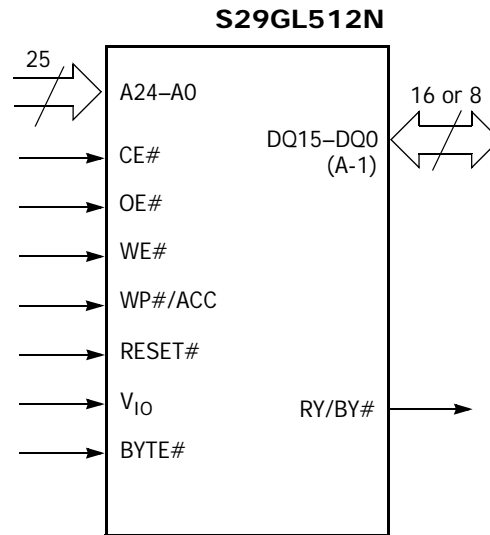 S29GL512N
25
A24–A0
16 or 8
DQ15–DQ0
(A-1)
CE#
OE#
WE#
WP#/ACC
RESET#
VIO
RY/BY#
BYTE#